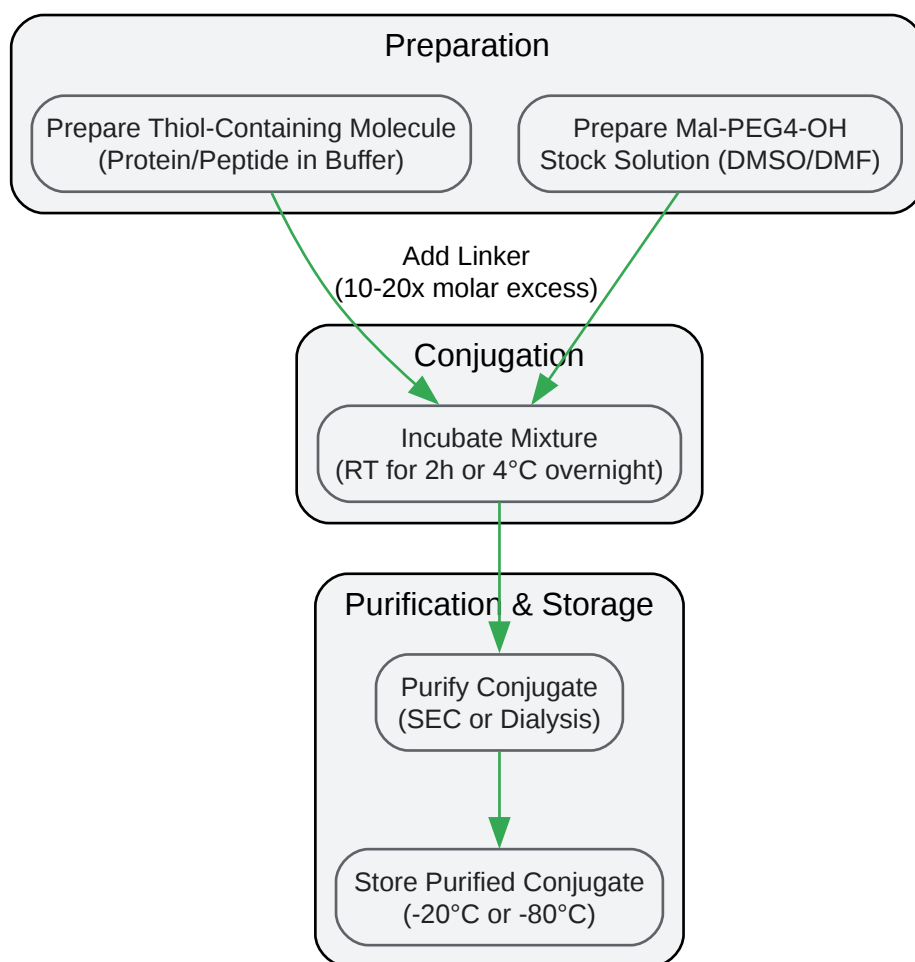 Preparation
Prepare Thiol-Containing Molecule
(Protein/Peptide in Buffer)
Prepare Mal-PEG4-OH
Stock Solution (DMSO/DMF)
Add Linker
(10-20x molar excess)
Conjugation
Incubate Mixture
(RT for 2h or 4°C overnight)
Purification & Storage
Purify Conjugate
(SEC or Dialysis)
Store Purified Conjugate
(-20°C or -80°C)